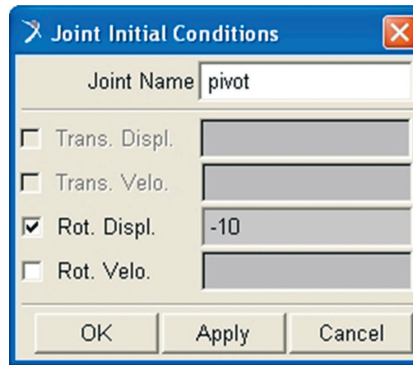 Joint Initial Conditions
Joint Name pivot
Trans. Displ.
Trans. Velo.
Rot. Displ. -10
Rot. Velo.
OK Apply Cancel